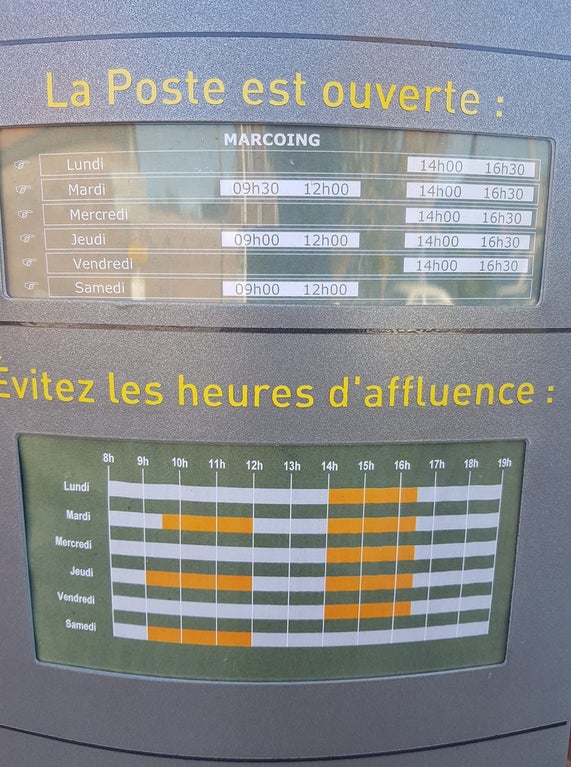 La Poste est ouverte :
MARCOING
Lundi 14h00 16h30
Mardi 09h30 12h00 14h00 16h30
Mercredi 14h00 16h30
Jeudi 09h00 12h00 14h00 16h30
Vendredi 14h00 16h30
Samedi 09h00 12h00
Évitez les heures d'affluence :
8h 9h 10h 11h 12h 13h 14h 15h 16h 17h 18h 19h
Lundi
Mardi
Mercredi
Jeudi
Vendredi
Samedi